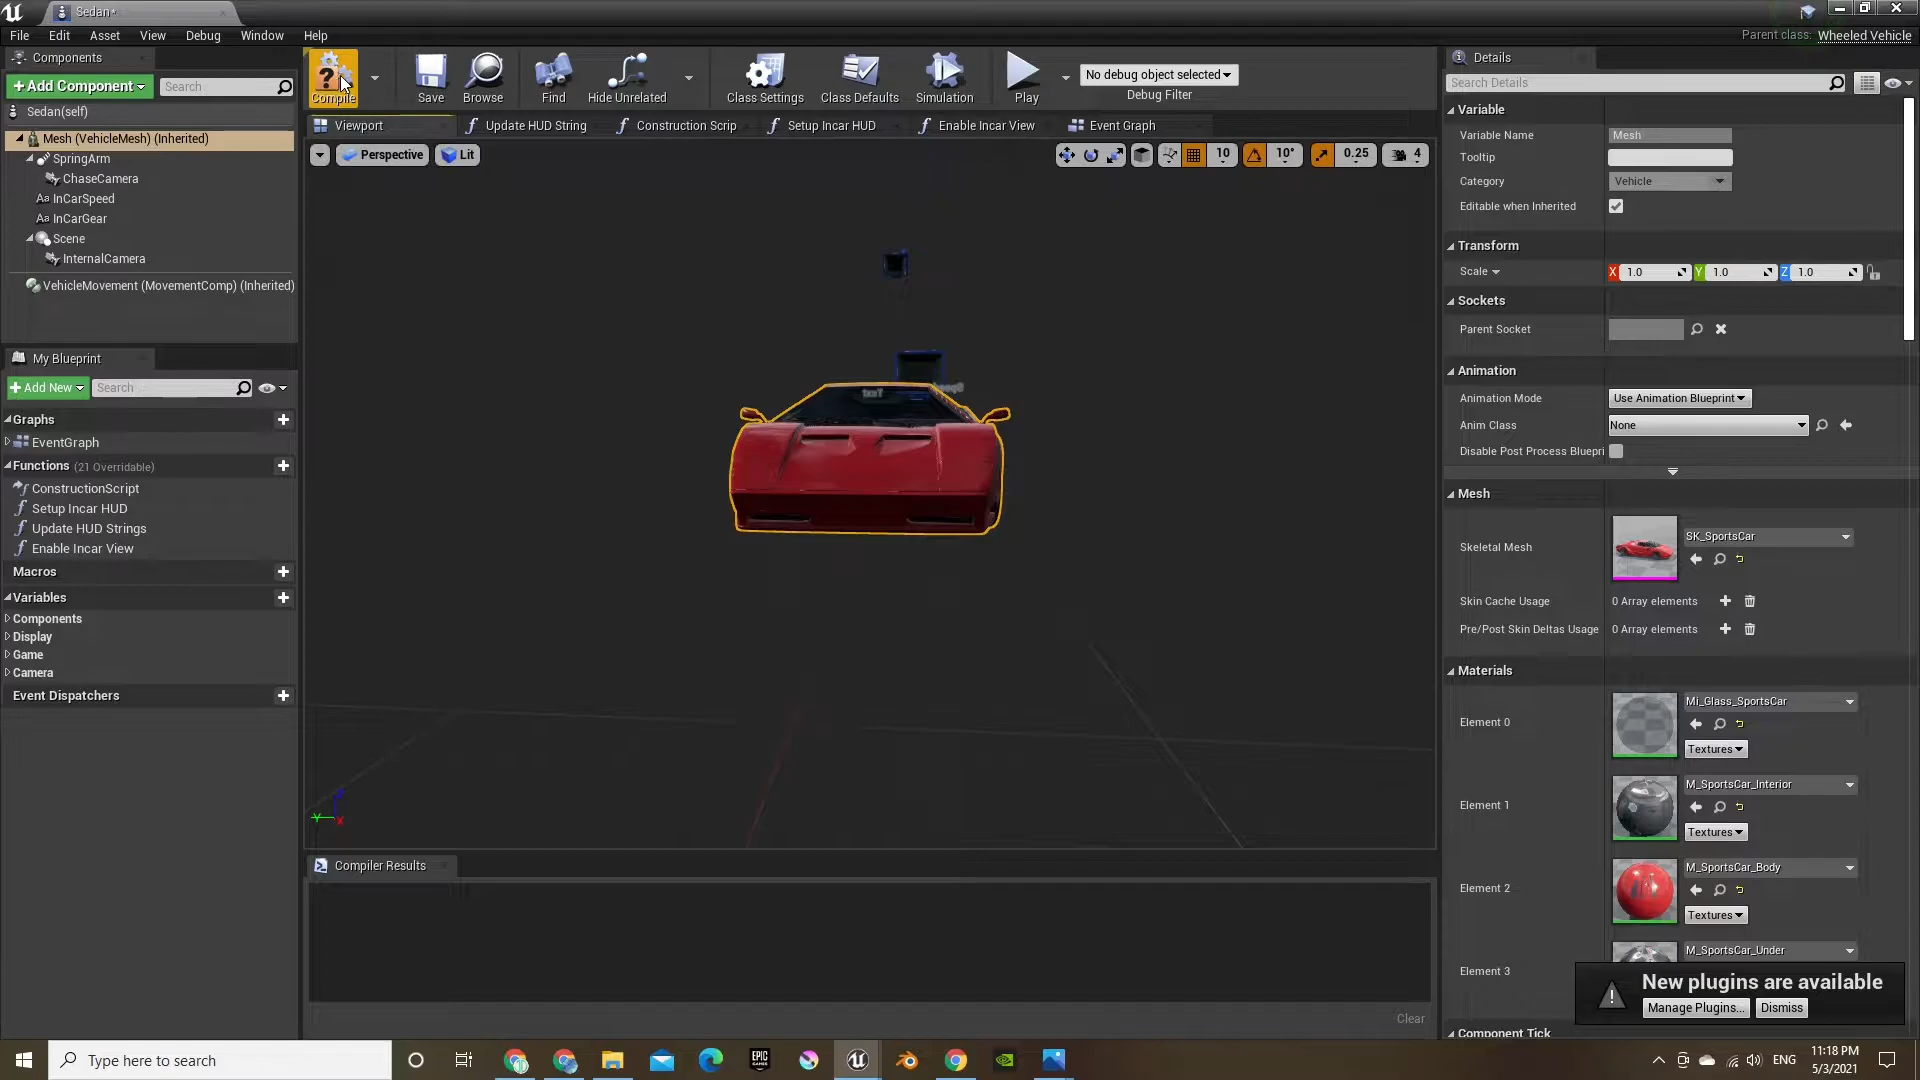 Sedan*
File Edit Asset View Debug Window Help
Parent class: Wheeled Vehicle
Components
+Add Component
Search
Sedan(self)
Mesh (VehicleMesh) (Inherited)
SpringArm
ChaseCamera
InCarSpeed
InCarGear
Scene
InternalCamera
VehicleMovement (MovementComp) (Inherited)
My Blueprint
+Add New
Search
Graphs
EventGraph
Functions (21 Overridable)
ConstructionScript
Setup Incar HUD
Update HUD Strings
Enable Incar View
Macros
Variables
Components
Display
Game
Camera
Event Dispatchers
Compile
Save
Browse
Find
Hide Unrelated
Class Settings
Class Defaults
Simulation
Play
No debug object selected
Debug Filter
Viewport
Update HUD String
Construction Scrip
Setup Incar HUD
Enable Incar View
Event Graph
Perspective
Lit
10
10°
0.25
4
Text
Speed
Y
X
Compiler Results
Clear
Details
Search Details
Variable
Variable Name Mesh
Tooltip
Category Vehicle
Editable when Inherited
Transform
Scale X 1.0 Y 1.0 Z 1.0
Sockets
Parent Socket
Animation
Animation Mode Use Animation Blueprint
Anim Class None
Disable Post Process Bluepri
Mesh
Skeletal Mesh SK_SportsCar
Skin Cache Usage 0 Array elements
Pre/Post Skin Deltas Usage 0 Array elements
Materials
Element 0 Mi_Glass_SportsCar
Textures
Element 1 M_SportsCar_Interior
Textures
Element 2 M_SportsCar_Body
Textures
Element 3 M_SportsCar_Under
Component Tick
New plugins are available
Manage Plugins... Dismiss
Type here to search
EPIC
GAMES
ENG
11:18 PM
5/3/2021